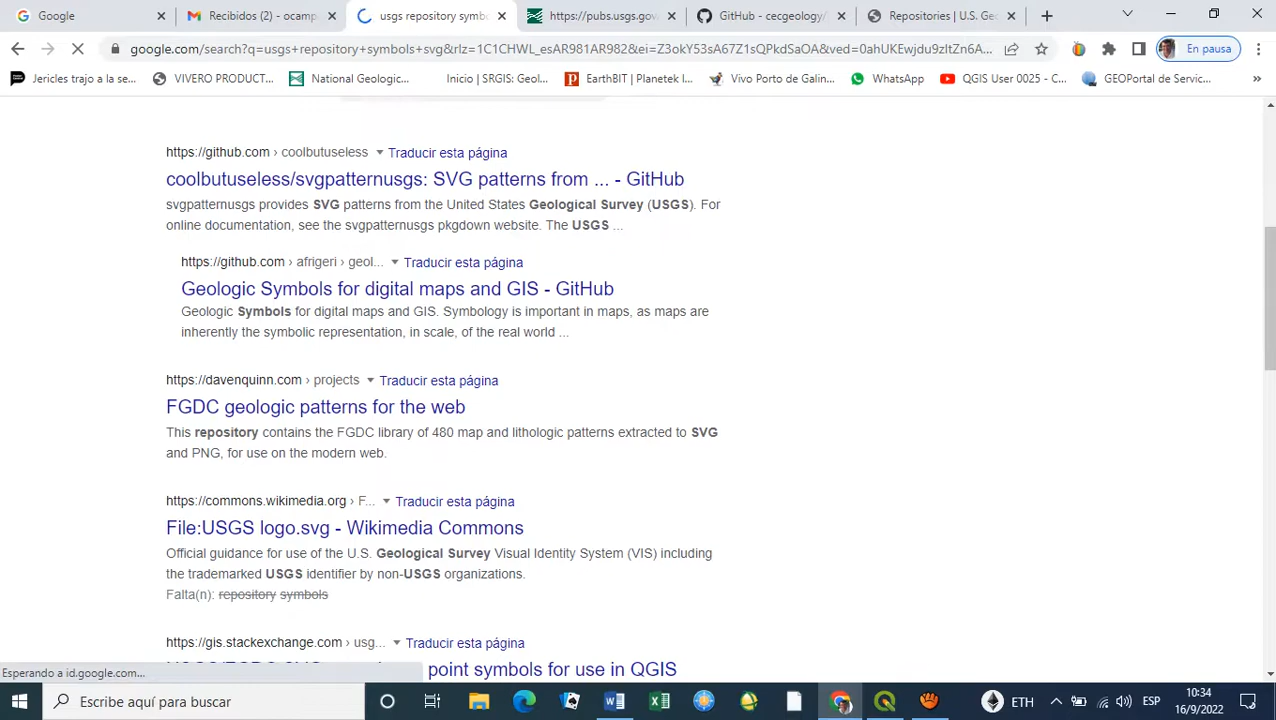 Google
Recibidos (2) - ocamp
usgs repository symb
https://pubs.usgs.gov
GitHub - cecgeology/
Repositories | U.S. Ge
google.com/search?q=usgs+repository+symbols+svg&rlz=1C1CHWL_esAR981AR982&ei=Z3okY53sA67Z1sQPkdSaOA&ved=0ahUKEwjdu9zltZn6A...
En pausa
Jericles trajo a la se...
VIVERO PRODUCT...
National Geologic...
Inicio | SRGIS: Geol...
EarthBIT | Planetek I...
Vivo Porto de Galin...
WhatsApp
QGIS User 0025 - C...
GEOPortal de Servic...
https://github.com › coolbutuseless
Traducir esta página
coolbutuseless/svgpatternusgs: SVG patterns from ... - GitHub
svgpatternusgs provides SVG patterns from the United States Geological Survey (USGS). For
online documentation, see the svgpatternusgs pkgdown website. The USGS ...
https://github.com › afrigeri › geol...
Traducir esta página
Geologic Symbols for digital maps and GIS - GitHub
Geologic Symbols for digital maps and GIS. Symbology is important in maps, as maps are
inherently the symbolic representation, in scale, of the real world ...
https://davenquinn.com › projects
Traducir esta página
FGDC geologic patterns for the web
This repository contains the FGDC library of 480 map and lithologic patterns extracted to SVG
and PNG, for use on the modern web.
https://commons.wikimedia.org › F...
Traducir esta página
File:USGS logo.svg - Wikimedia Commons
Official guidance for use of the U.S. Geological Survey Visual Identity System (VIS) including
the trademarked USGS identifier by non-USGS organizations.
Falta(n): repository symbols
https://gis.stackexchange.com › usg...
Traducir esta página
point symbols for use in QGIS
Esperando a id.google.com...
Escribe aquí para buscar
ETH
ESP
10:34
16/9/2022